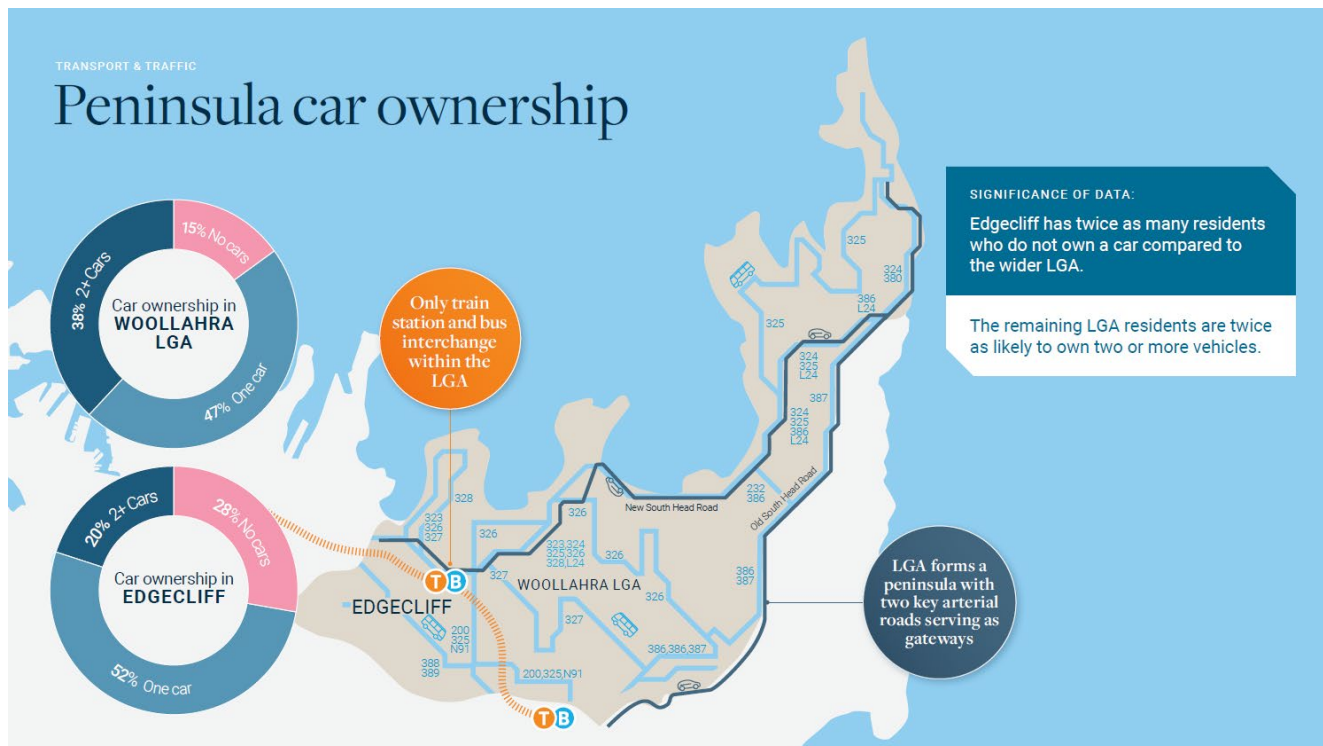 TRANSPORT & TRAFFIC
Peninsula car ownership
15% No cars
38% 2+Cars
47% One car
Car ownership in
WOOLLAHRA
LGA
28% No cars
20% 2+ Cars
52% One car
Car ownership in
EDGECLIFF
Only train
station and bus
interchange
within the
LGA
SIGNIFICANCE OF DATA:
Edgecliff has twice as many residents
who do not own a car compared to
the wider LGA.
The remaining LGA residents are twice
as likely to own two or more vehicles.
325
324
380
386
L24
325
324
325
L24
387
324
325
386
L24
232
386
Old South Head Road
New South Head Road
328
323
326
327
326
326
323,324
325,326
328,L24
326
327
WOOLLAHRA LGA
326
386
387
T B
EDGECLIFF
327
200
325
N91
386,386,387
388
389
200,325,N91
T B
LGA forms a
peninsula with
two key arterial
roads serving as
gateways